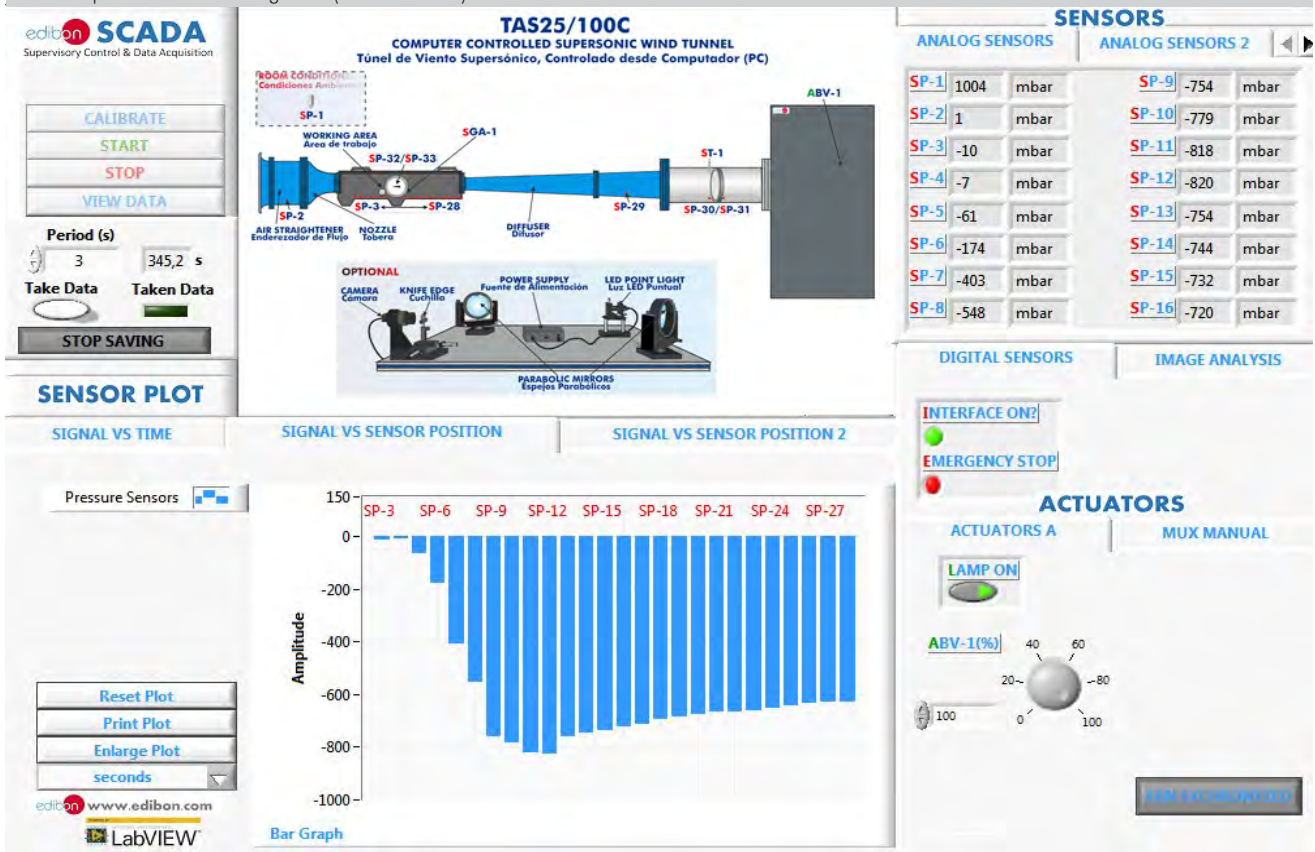 edibon SCADA
Supervisory Control & Data Acquisition
CALIBRATE
START
STOP
VIEW DATA
Period (s)
3
345,2 s
Take Data
Taken Data
STOP SAVING
TAS25/100C
COMPUTER CONTROLLED SUPERSONIC WIND TUNNEL
Túnel de Viento Supersónico, Controlado desde Computador (PC)
ROOM CONDITION
Condiciones Ambien
SP-1
WORKING AREA
Area de trabajo
SGA-1
SP-32/SP-33
ABV-1
ST-1
SP-2
SP-3
SP-28
SP-29
SP-30/SP-31
AIR STRAIGHTENER
Enderezador de Flujo
NOZZLE
Tobera
DIFFUSER
Difusor
OPTIONAL
CAMERA
Cámara
KNIFE EDGE
Cuchilla
POWER SUPPLY
Fuente de Alimentación
LED POINT LIGHT
Luz LED Puntual
PARABOLIC MIRRORS
Espejos Parabólicos
SENSORS
ANALOG SENSORS
ANALOG SENSORS 2
SP-1 1004 mbar
SP-9 -754 mbar
SP-2 1 mbar
SP-10 -779 mbar
SP-3 -10 mbar
SP-11 -818 mbar
SP-4 -7 mbar
SP-12 -820 mbar
SP-5 -61 mbar
SP-13 -754 mbar
SP-6 -174 mbar
SP-14 -744 mbar
SP-7 -403 mbar
SP-15 -732 mbar
SP-8 -548 mbar
SP-16 -720 mbar
DIGITAL SENSORS
IMAGE ANALYSIS
INTERFACE ON?
EMERGENCY STOP
ACTUATORS
ACTUATORS A
MUX MANUAL
LAMP ON
ABV-1(%)
100
0
20
40
60
80
100
SENSOR PLOT
SIGNAL VS TIME
SIGNAL VS SENSOR POSITION
SIGNAL VS SENSOR POSITION 2
Pressure Sensors
Amplitude
150
0
-200
-400
-600
-800
-1000
SP-3 SP-6 SP-9 SP-12 SP-15 SP-18 SP-21 SP-24 SP-27
Bar Graph
Reset Plot
Print Plot
Enlarge Plot
seconds
edibon www.edibon.com
LabVIEW